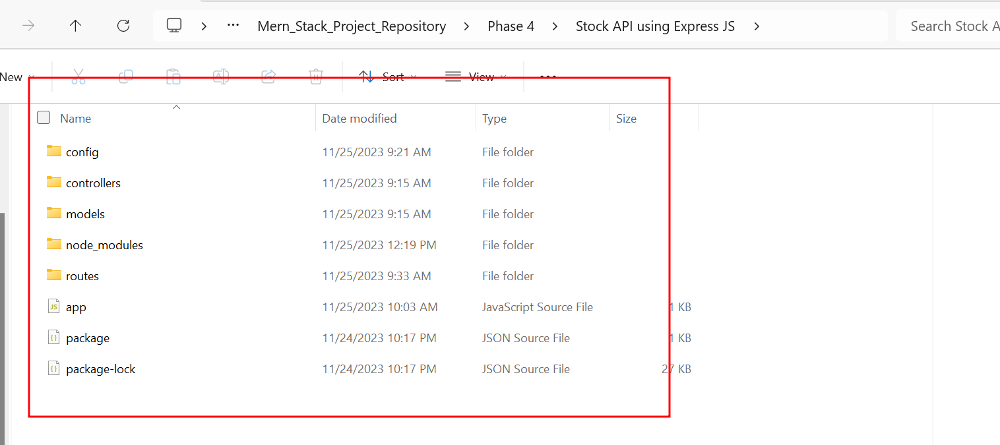 Mern_Stack_Project_Repository > Phase 4 > Stock API using Express JS > Search Stock A
New Sort View
Name Date modified Type Size
config 11/25/2023 9:21 AM File folder
controllers 11/25/2023 9:15 AM File folder
models 11/25/2023 9:15 AM File folder
node_modules 11/25/2023 12:19 PM File folder
routes 11/25/2023 9:33 AM File folder
app 11/25/2023 10:03 AM JavaScript Source File 1 KB
package 11/24/2023 10:17 PM JSON Source File 1 KB
package-lock 11/24/2023 10:17 PM JSON Source File 27 KB